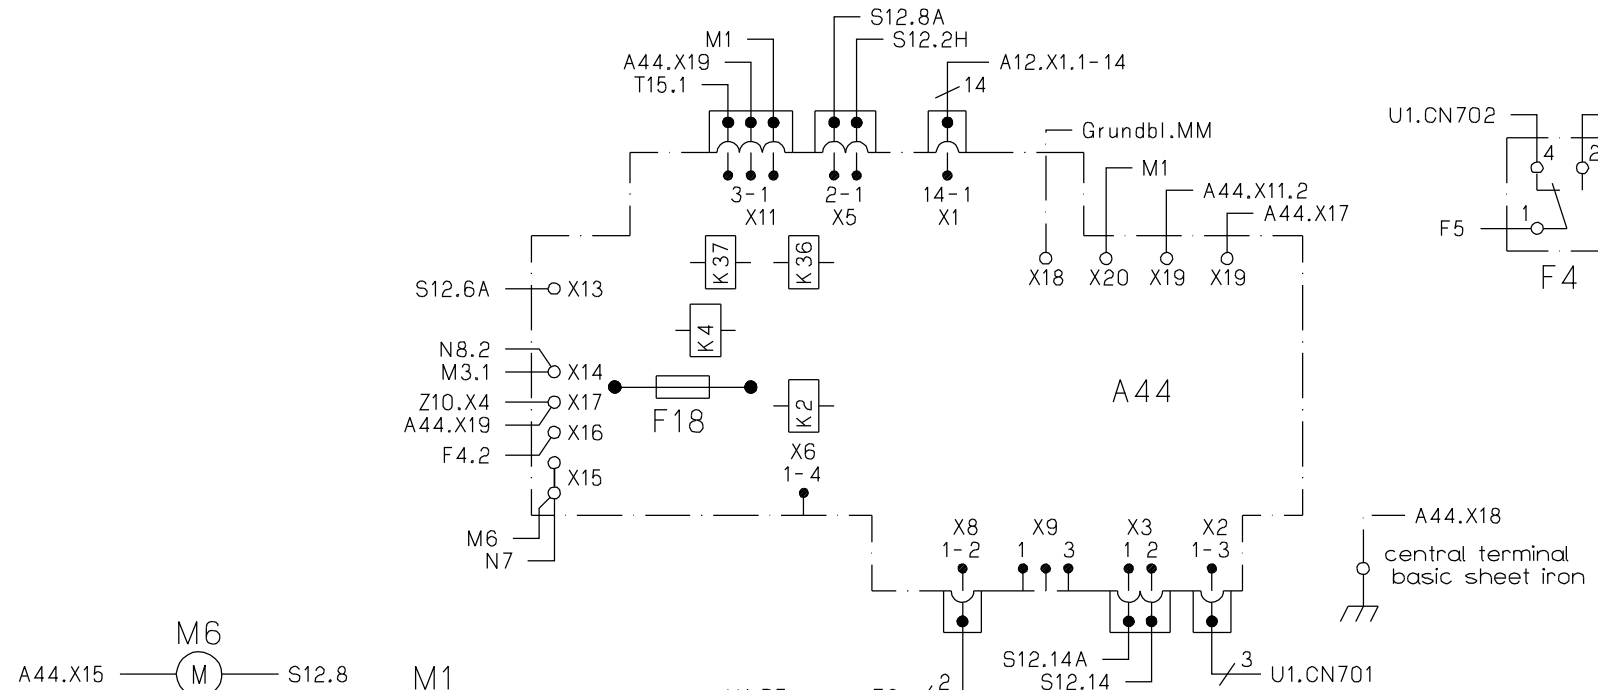 S12.8A
M1
S12.2H
A44.X19
A12.X1.1-14
T15.1
14
U1.CN702
Grundbl.MM
4
2
M1
3-1
2-1
14-1
A44.X11.2
X11
X5
X1
A44.X17
1
F5
K37
K36
X18
X20
X19
X19
F4
S12.6A
X13
K4
N8.2
M3.1
X14
A44
Z10.X4
X17
F18
K2
A44.X19
X16
F4.2
X6
1-4
X15
M6
N7
X8
X9
X3
X2
1-2
1
3
1
2
1-3
A44.X18
central terminal
basic sheet iron
M6
A44.X15
M
S12.8
M1
S12.14A
3
U1.CN701
S12.14
2